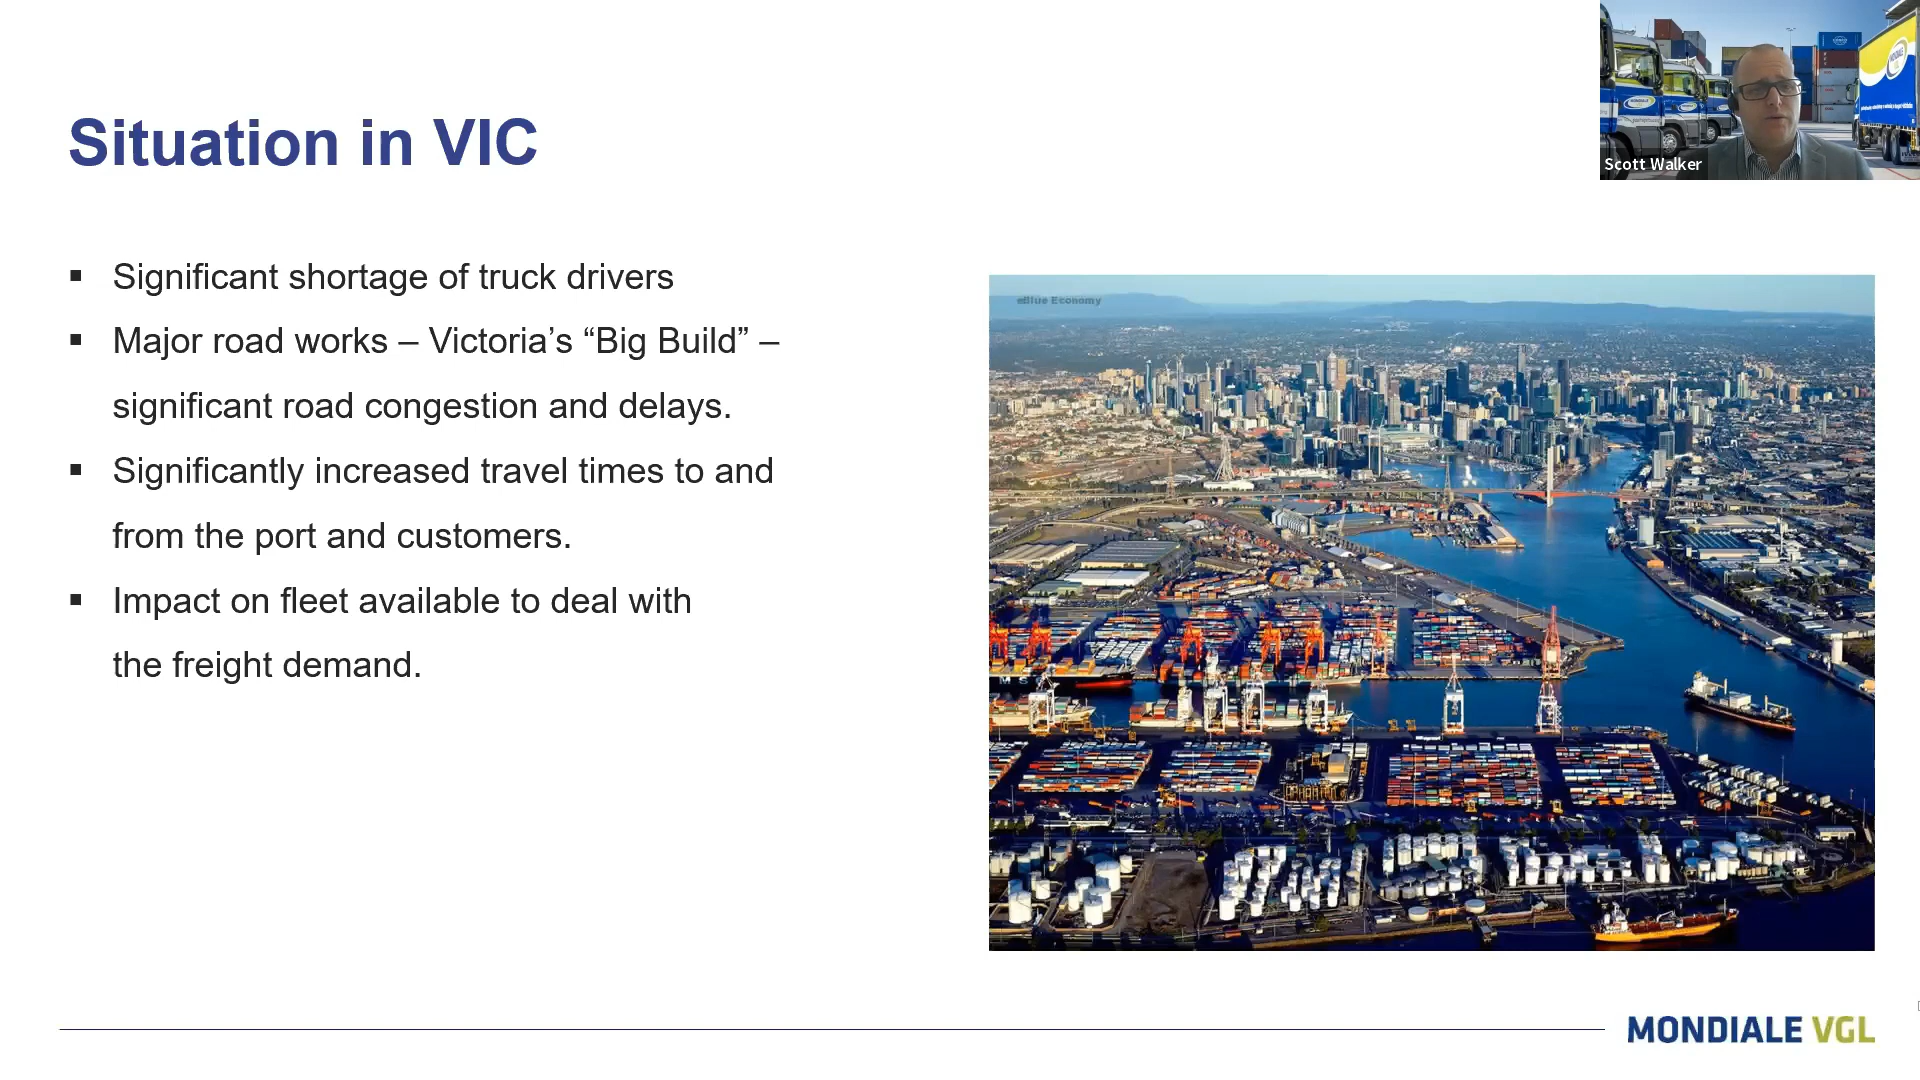 Situation in VIC
Scott Walker
▪ Significant shortage of truck drivers
▪ Major road works – Victoria’s “Big Build” –
significant road congestion and delays.
▪ Significantly increased travel times to and
from the port and customers.
▪ Impact on fleet available to deal with
the freight demand.
eBlue Economy
MONDIALE VGL